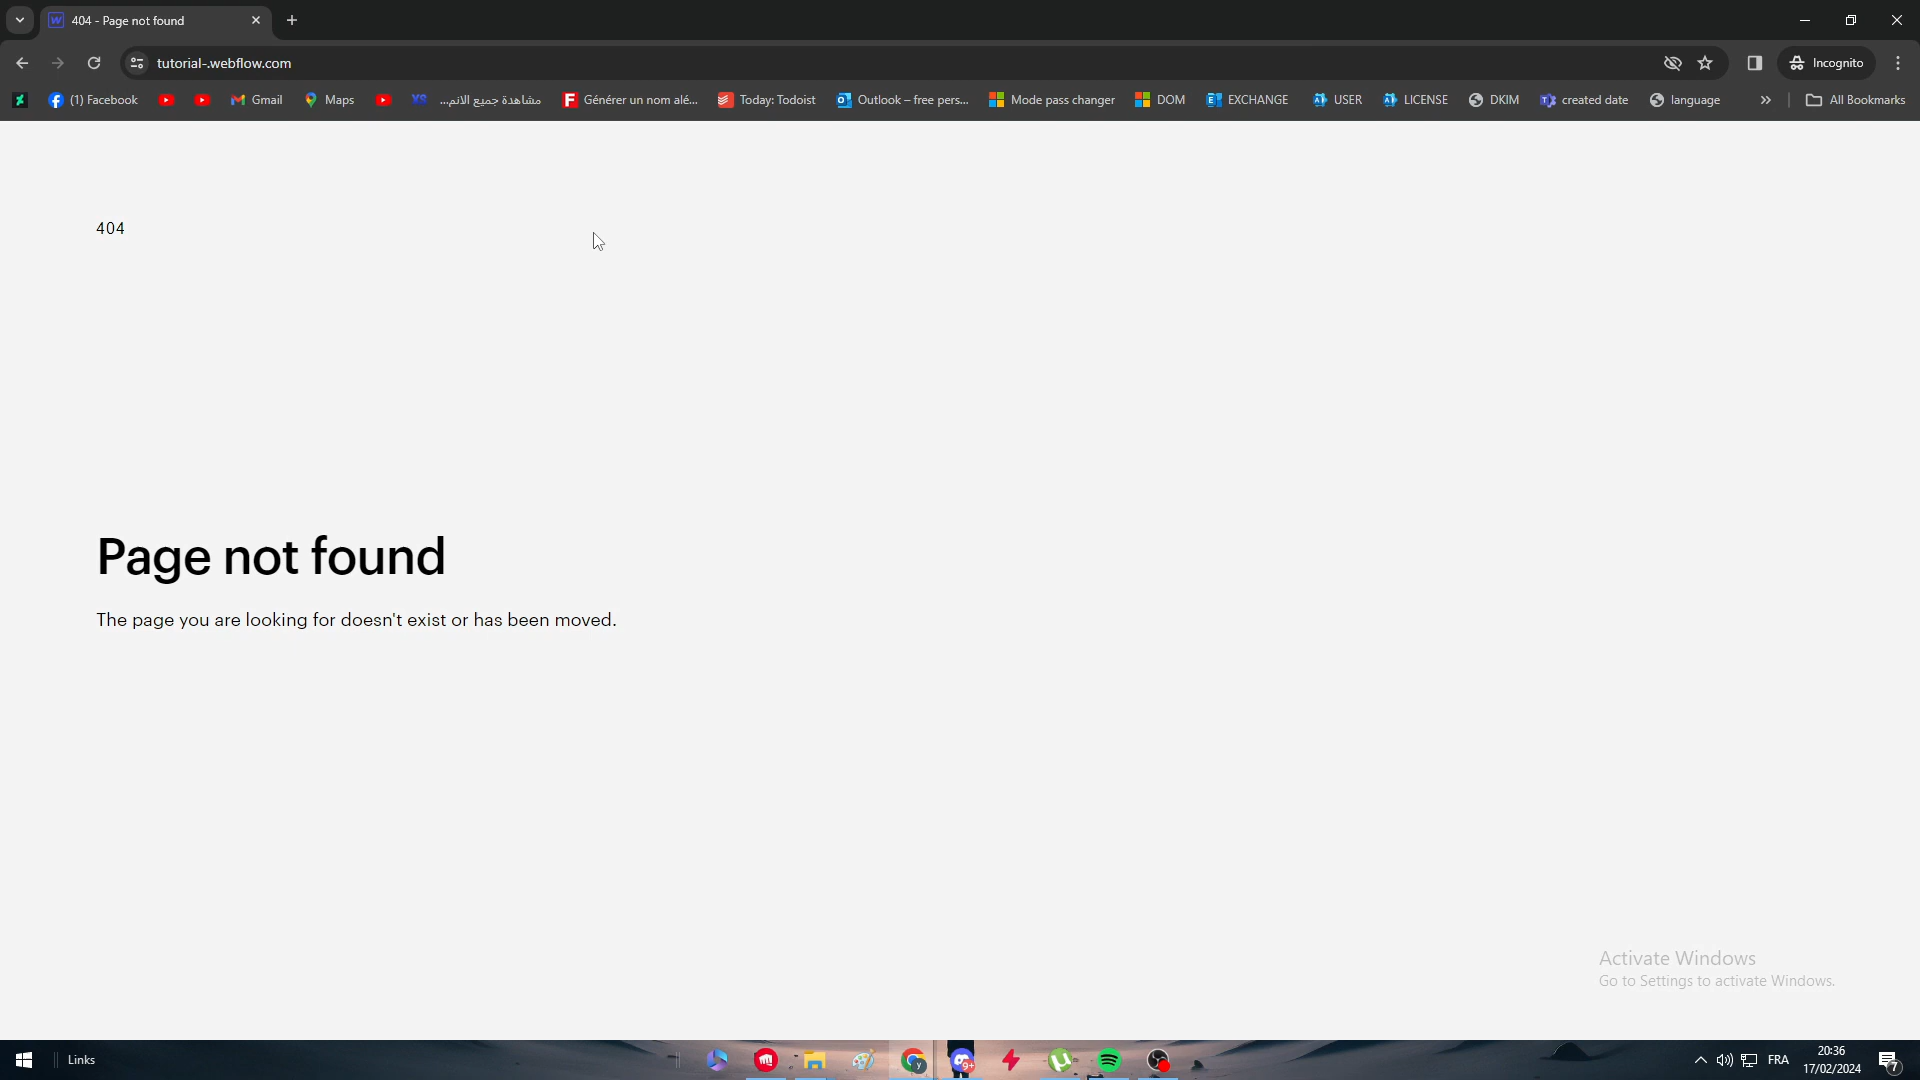 404 - Page not found
tutorial-.webflow.com
Incognito
(1) Facebook
Gmail
Maps
مشاهدة جميع الانم...
Générer un nom alé...
Today: Todoist
Outlook – free pers...
Mode pass changer
DOM
EXCHANGE
USER
LICENSE
DKIM
created date
language
All Bookmarks
404
Page not found
The page you are looking for doesn't exist or has been moved.
Activate Windows
Go to Settings to activate Windows.
Links
9+
FRA
20:36
17/02/2024
7